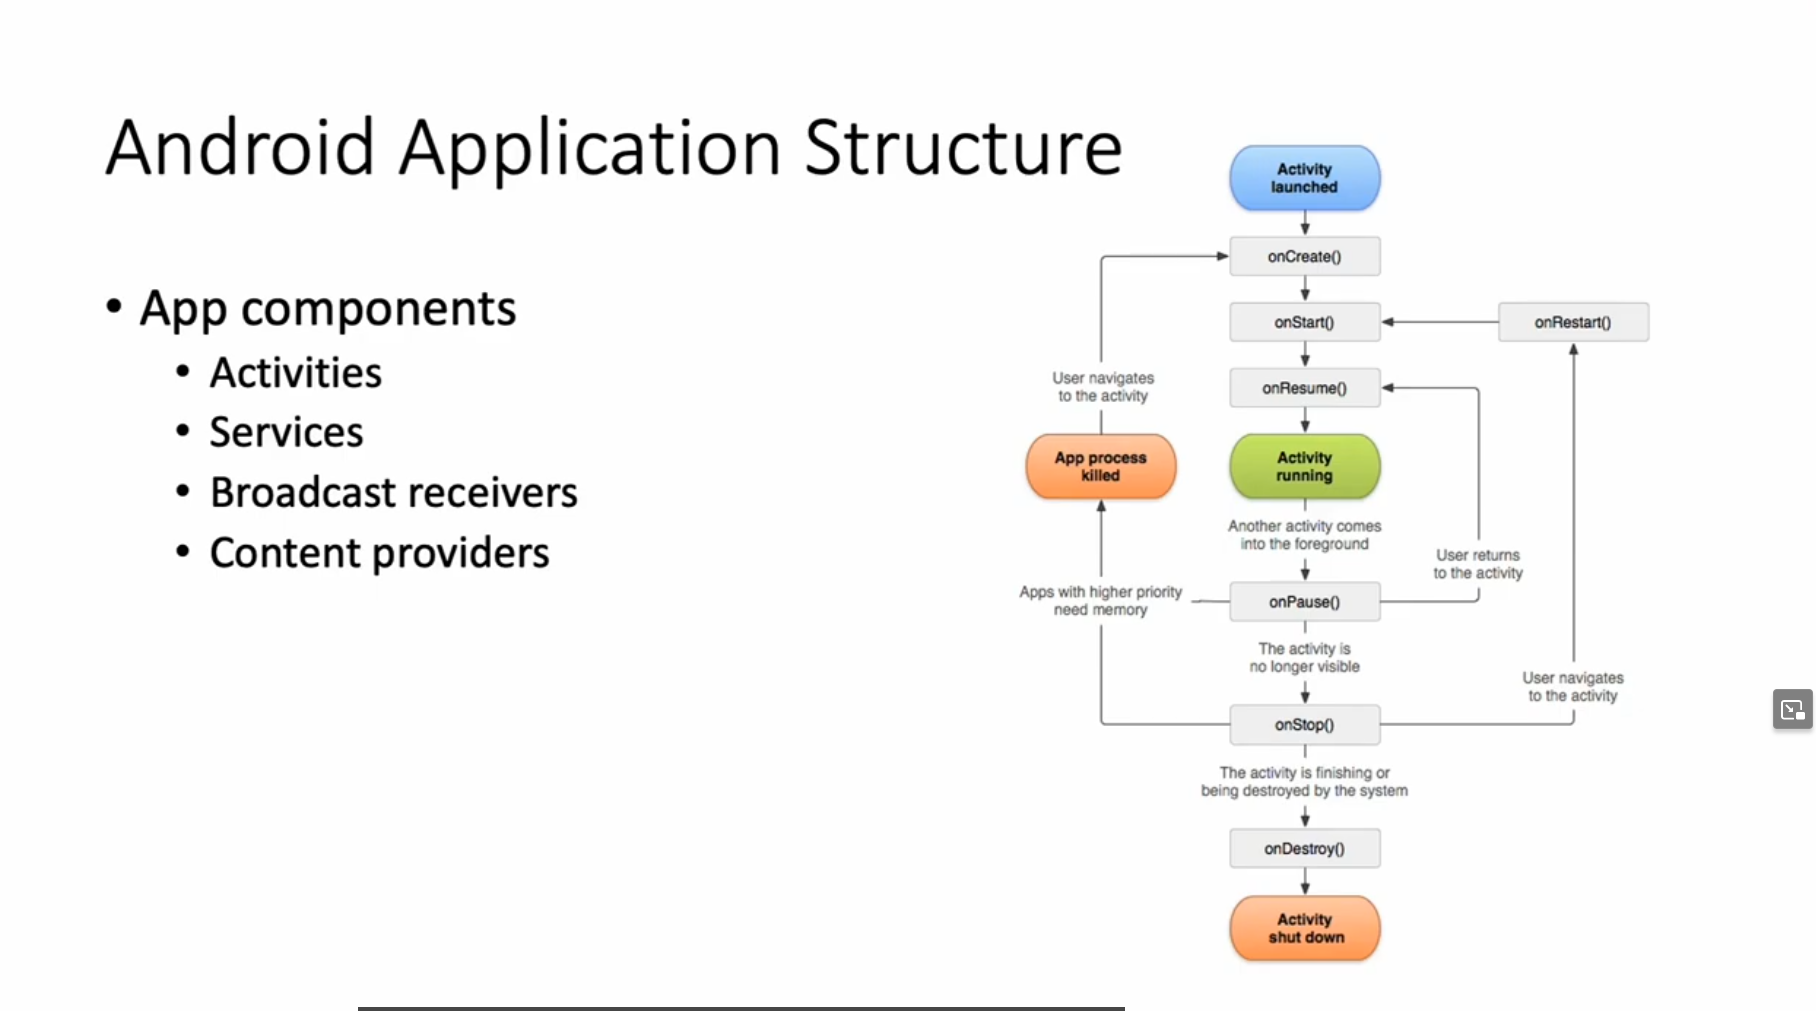 Android Application Structure
• App components
• Activities
• Services
• Broadcast receivers
• Content providers
Activity
launched
onCreate()
onStart()
onRestart()
onResume()
User navigates
to the activity
App process
killed
Activity
running
Another activity comes
into the foreground
User returns
to the activity
Apps with higher priority
need memory
onPause()
The activity is
no longer visible
User navigates
to the activity
onStop()
The activity is finishing or
being destroyed by the system
onDestroy()
Activity
shut down